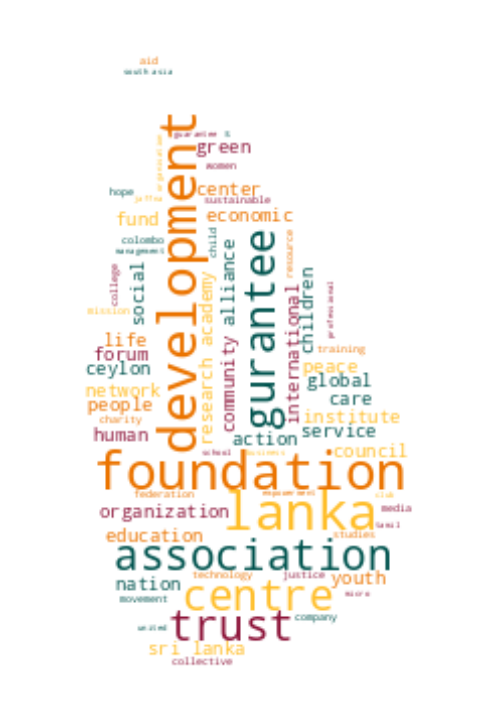 aid
south asia
development
guarantee
s
green
organisation
women
hope
jaffna
center
sustainable
fund
economic
colombo
management
child
alliance
gurantee
resource
college
social
mission
research
academy
community
international
children
professional
life
forum
ceylon
training
peace
global
network
people
care
charity
institute
human
action
service
school
business
council
foundation
federation
empowerment
club
lanka
organization
media
tamil
education
studies
association
nation
technology
justice
youth
movement
centre
micro
trust
company
united
sri lanka
collective